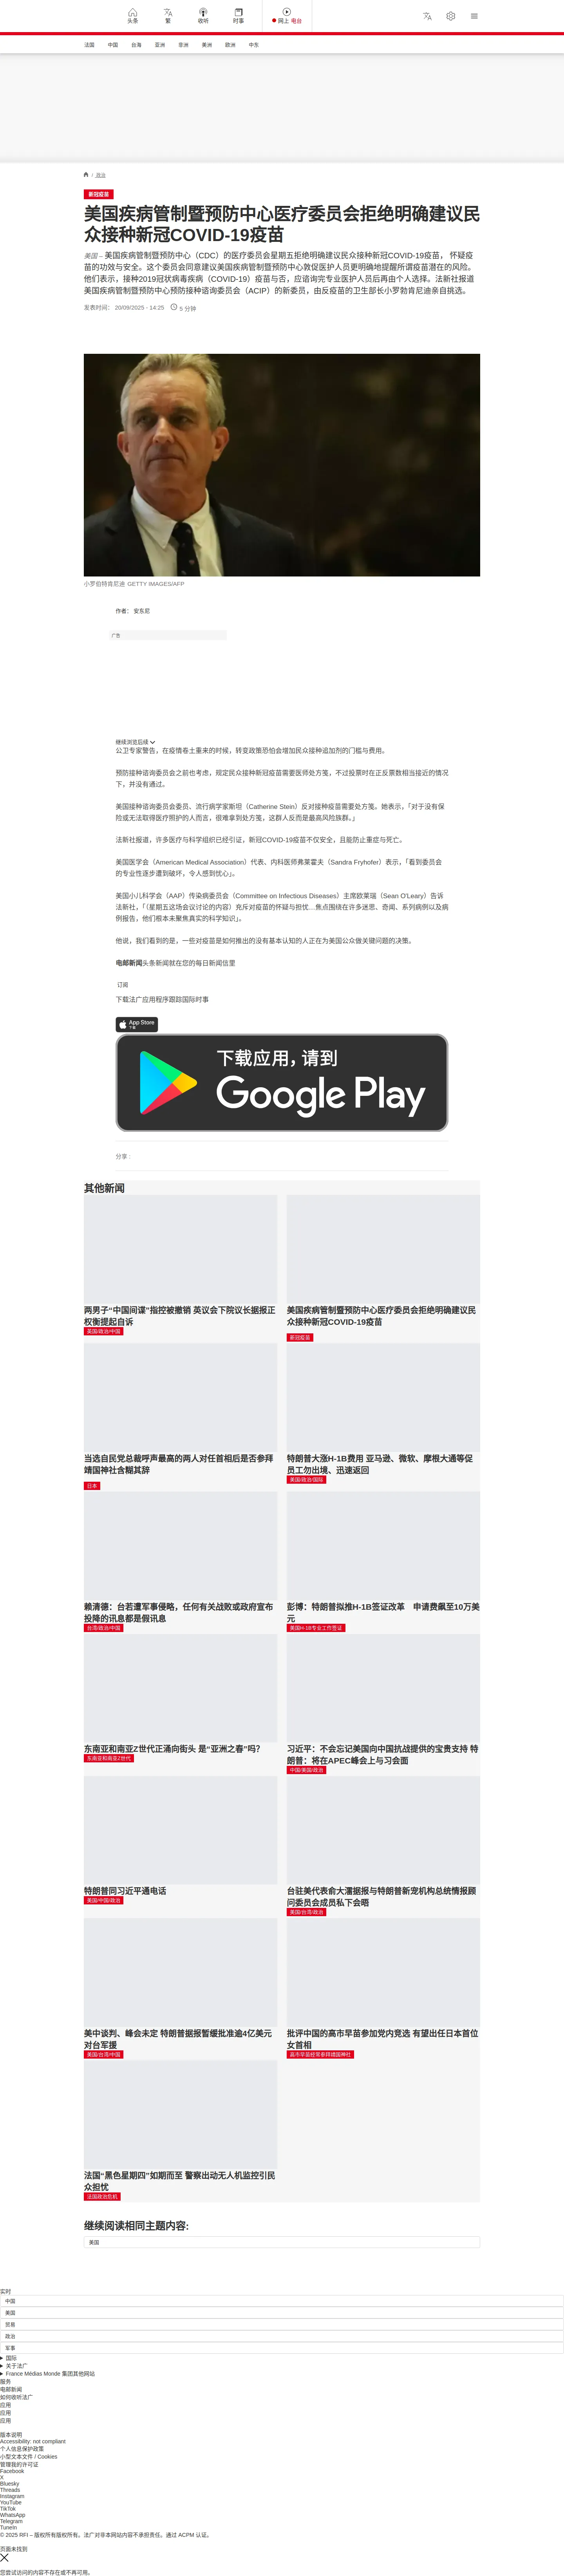 头条
繁
收听
时事
网上 电台
法国
中国
台海
亚洲
非洲
美洲
欧洲
中东
/ 政治
新冠疫苗
美国疾病管制暨预防中心医疗委员会拒绝明确建议民
众接种新冠COVID-19疫苗
美国 – 美国疾病管制暨预防中心（CDC）的医疗委员会星期五拒绝明确建议民众接种新冠COVID-19疫苗， 怀疑疫
苗的功效与安全。这个委员会同意建议美国疾病管制暨预防中心敦促医护人员更明确地提醒所谓疫苗潜在的风险。
他们表示，接种2019冠状病毒疾病（COVID-19）疫苗与否，应谘询完专业医护人员后再由个人选择。法新社报道
美国疾病管制暨预防中心预防接种谘询委员会（ACIP）的新委员，由反疫苗的卫生部长小罗勃肯尼迪亲自挑选。
发表时间： 20/09/2025 - 14:25
5 分钟
小罗伯特肯尼迪 GETTY IMAGES/AFP
作者： 安东尼
广告
继续浏览后续
公卫专家警告，在疫情卷土重来的时候，转变政策恐怕会增加民众接种追加剂的门槛与费用。
预防接种谘询委员会之前也考虑，规定民众接种新冠疫苗需要医师处方笺，不过投票时在正反票数相当接近的情况
下，并没有通过。
美国接种谘询委员会委员、流行病学家斯坦（Catherine Stein）反对接种疫苗需要处方笺。她表示，「对于没有保
险或无法取得医疗照护的人而言，很难拿到处方笺，这群人反而是最高风险族群。」
法新社报道，许多医疗与科学组织已经引证，新冠COVID-19疫苗不仅安全，且能防止重症与死亡。
美国医学会（American Medical Association）代表、内科医师弗莱霍夫（Sandra Fryhofer）表示，「看到委员会
的专业性逐步遭到破坏，令人感到忧心」。
美国小儿科学会（AAP）传染病委员会（Committee on Infectious Diseases）主席欧莱瑞（Sean O'Leary）告诉
法新社，「（星期五这场会议讨论的内容）充斥对疫苗的怀疑与担忧…焦点围绕在许多迷思、奇闻、系列病例以及病
例报告，他们根本未聚焦真实的科学知识」。
他说，我们看到的是，一些对疫苗是如何推出的没有基本认知的人正在为美国公众做关键问题的决策。
电邮新闻头条新闻就在您的每日新闻信里
订阅
下载法广应用程序跟踪国际时事
App Store
下载
下载应用，请到
Google Play
分享 :
其他新闻
两男子“中国间谍”指控被撤销 英议会下院议长据报正
权衡提起自诉
美国/政治/中国
美国疾病管制暨预防中心医疗委员会拒绝明确建议民
众接种新冠COVID-19疫苗
新冠疫苗
当选自民党总裁呼声最高的两人对任首相后是否参拜
靖国神社含糊其辞
日本
特朗普大涨H-1B费用 亚马逊、微软、摩根大通等促
员工勿出境、迅速返回
美国/政治/国际
赖清德：台若遭军事侵略，任何有关战败或政府宣布
投降的讯息都是假讯息
台湾/政治/中国
彭博：特朗普拟推H-1B签证改革　申请费飙至10万美
元
美国H-1B专业工作签证
东南亚和南亚Z世代正涌向街头 是“亚洲之春”吗？
东南亚和南亚Z世代
习近平：不会忘记美国向中国抗战提供的宝贵支持 特
朗普：将在APEC峰会上与习会面
中国/美国/政治
特朗普同习近平通电话
美国/中国/政治
台驻美代表俞大㵢据报与特朗普新宠机构总统情报顾
问委员会成员私下会晤
美国/台湾/政治
美中谈判、峰会未定 特朗普据报暂缓批准逾4亿美元
对台军援
美国/台湾/中国
批评中国的高市早苗参加党内竞选 有望出任日本首位
女首相
高市早苗经常参拜靖国神社
法国“黑色星期四”如期而至 警察出动无人机监控引民
众担忧
法国政治危机
继续阅读相同主题内容:
美国
实时
中国
美国
贸易
政治
军事
国际
关于法广
France Médias Monde 集团其他网站
服务
电邮新闻
如何收听法广
应用
应用
应用
版本说明
Accessibility: not compliant
个人信息保护政策
小型文本文件 / Cookies
管理我的许可证
Facebook
X
Bluesky
Threads
Instagram
YouTube
TikTok
WhatsApp
Telegram
TuneIn
© 2025 RFI – 版权所有版权所有。法广对非本网站内容不承担责任。通过 ACPM 认证。
页面未找到
您尝试访问的内容不存在或不再可用。